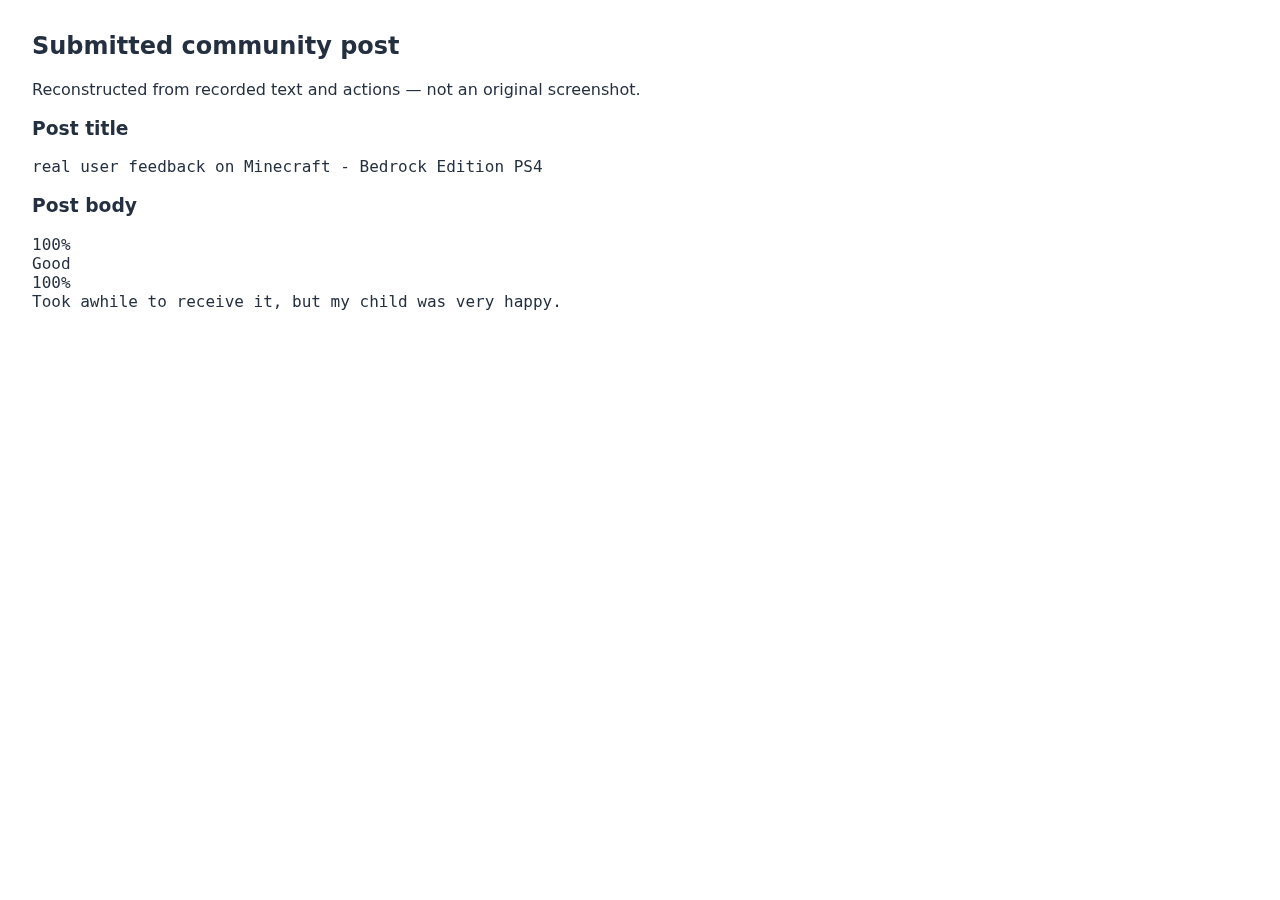 Submitted community post
Reconstructed from recorded text and actions — not an original screenshot.
Post title
real user feedback on Minecraft - Bedrock Edition PS4
Post body
100%
Good
100%
Took awhile to receive it, but my child was very happy.